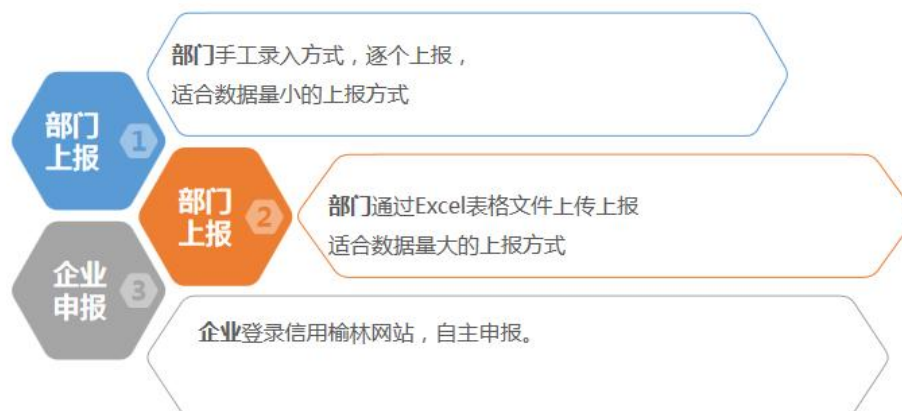 部门手工录入方式，逐个上报，
适合数据量小的上报方式
部门
上报
1
部门
上报
2
部门通过Excel表格文件上传上报
适合数据量大的上报方式
企业
申报
3
企业登录信用榆林网站，自主申报。